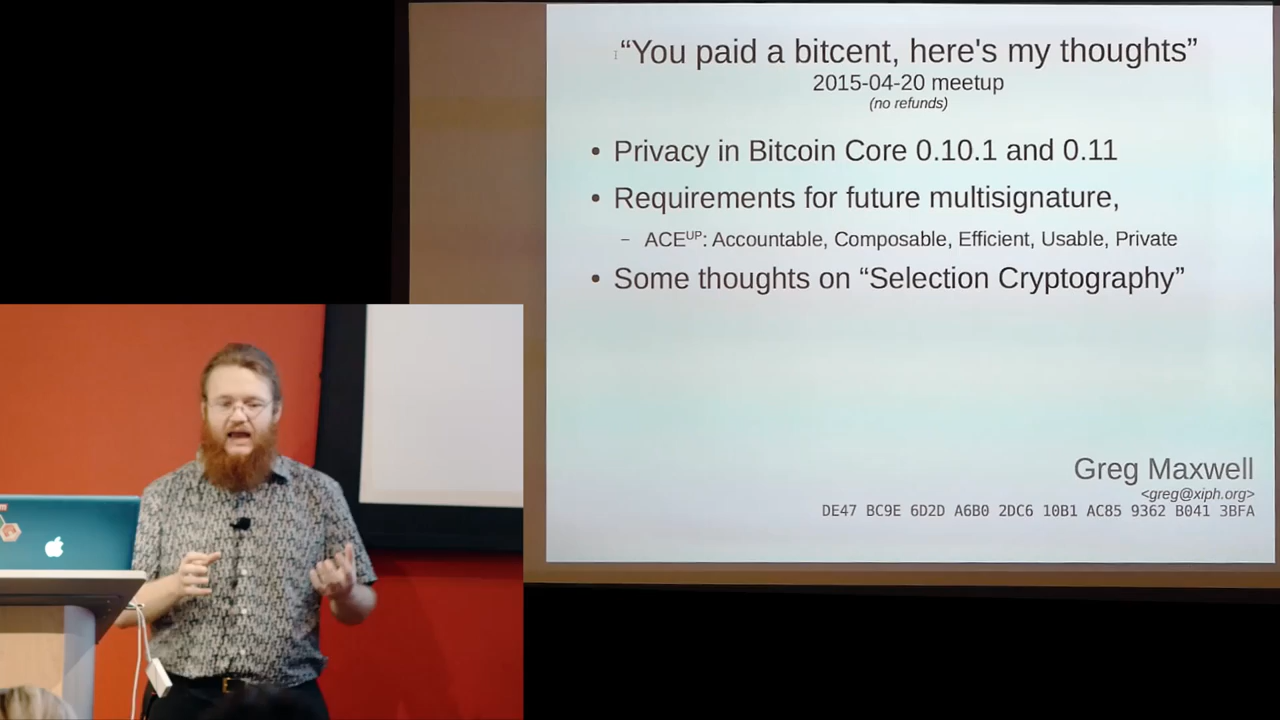 “You paid a bitcent, here's my thoughts”
2015-04-20 meetup
(no refunds)
• Privacy in Bitcoin Core 0.10.1 and 0.11
• Requirements for future multisignature,
– ACEUP: Accountable, Composable, Efficient, Usable, Private
• Some thoughts on “Selection Cryptography”
Greg Maxwell
<greg@xiph.org>
DE47 BC9E 6D2D A6B0 2DC6 10B1 AC85 9362 B041 3BFA